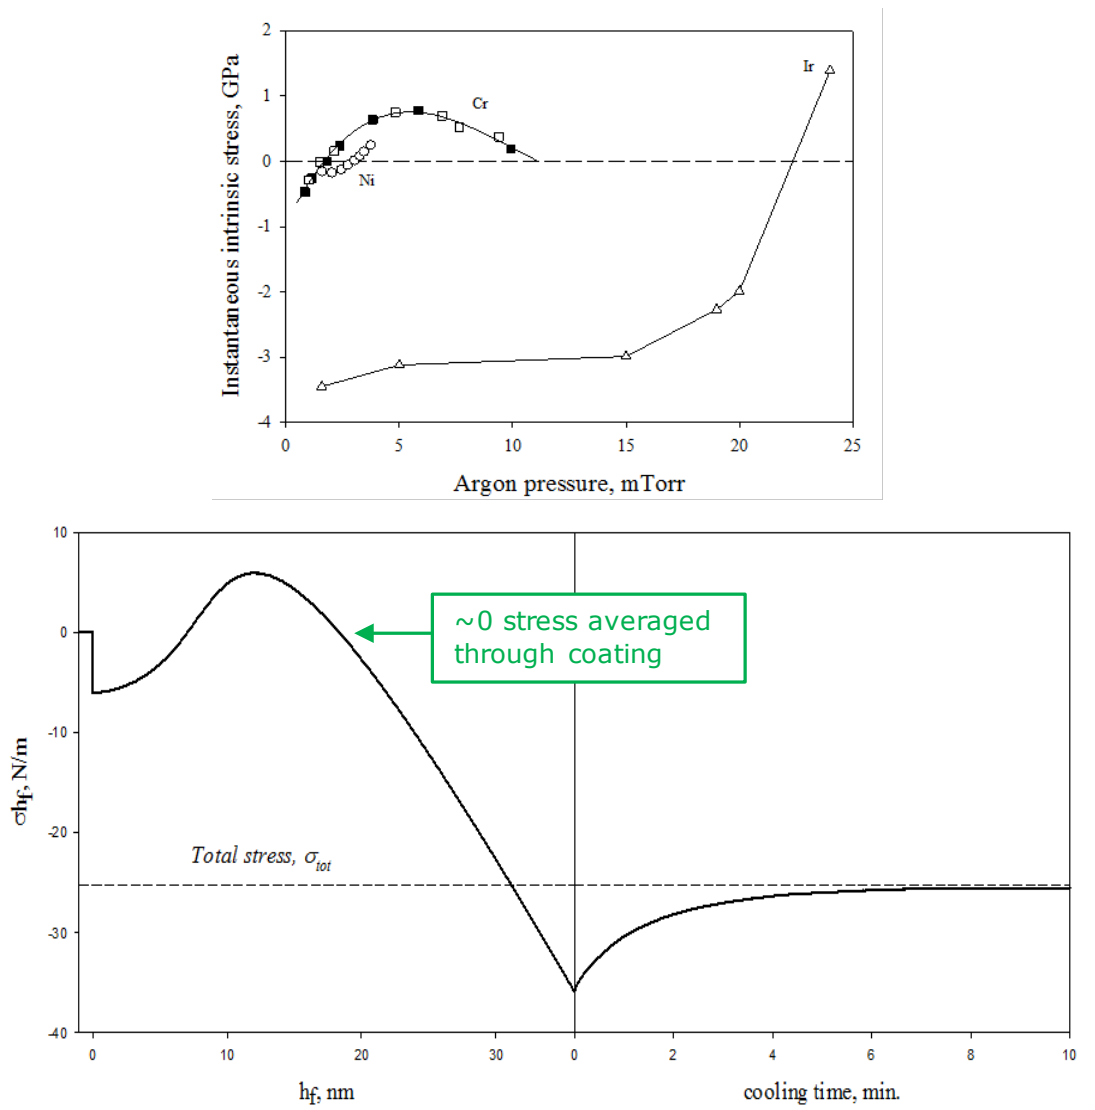 2
1
0
-1
-2
-3
-4
Instantaneous intrinsic stress, GPa
Cr
Ni
Ir
0 5 10 15 20 25
Argon pressure, mTorr
10
0
-10
-20
-30
-40
σhf, N/m
~0 stress averaged
through coating
Total stress, σtot
0 10 20 30 0 2 4 6 8 10
hf, nm
cooling time, min.